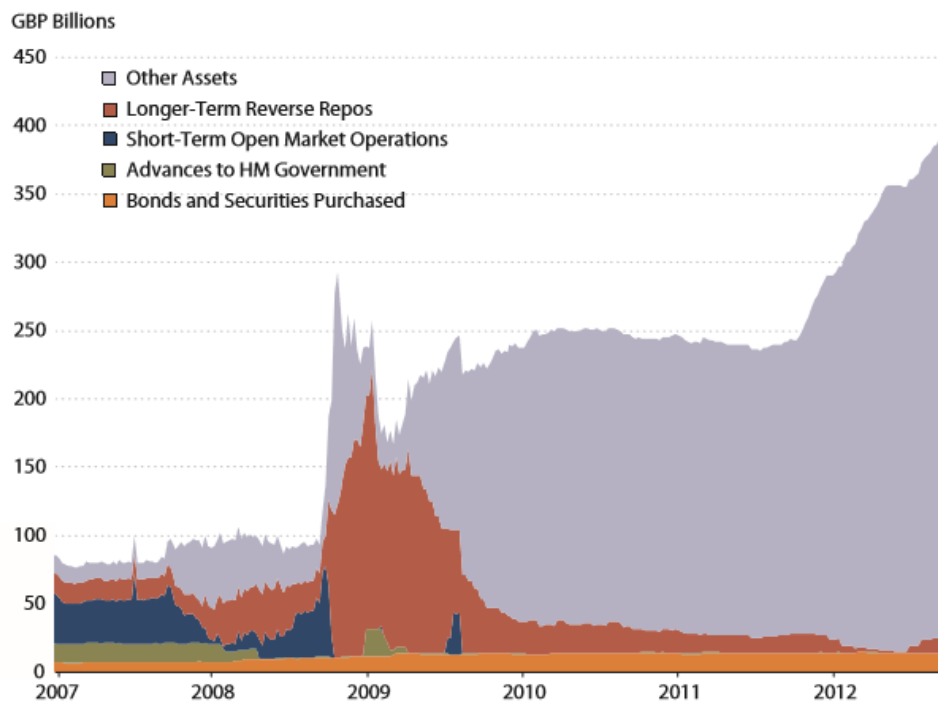 GBP Billions
450
Other Assets
Longer-Term Reverse Repos
400
Short-Term Open Market Operations
Advances to HM Government
350
Bonds and Securities Purchased
300
250
200
150
100
50
0
2007 2008 2009 2010 2011 2012